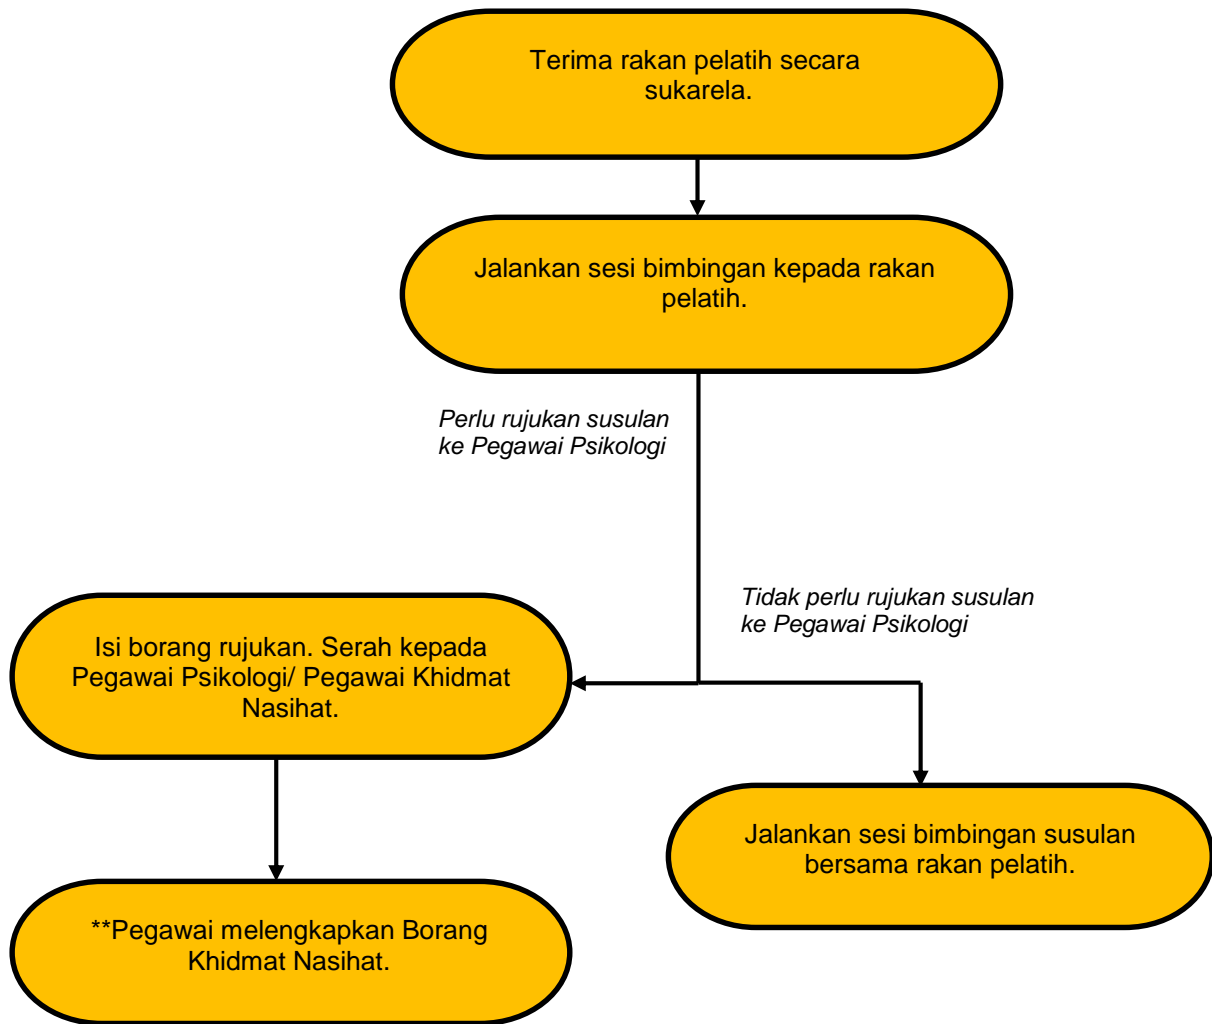 Terima rakan pelatih secara
sukarela.
Jalankan sesi bimbingan kepada rakan
pelatih.
Perlu rujukan susulan
ke Pegawai Psikologi
Tidak perlu rujukan susulan
ke Pegawai Psikologi
Isi borang rujukan. Serah kepada
Pegawai Psikologi/ Pegawai Khidmat
Nasihat.
Jalankan sesi bimbingan susulan
bersama rakan pelatih.
**Pegawai melengkapkan Borang
Khidmat Nasihat.